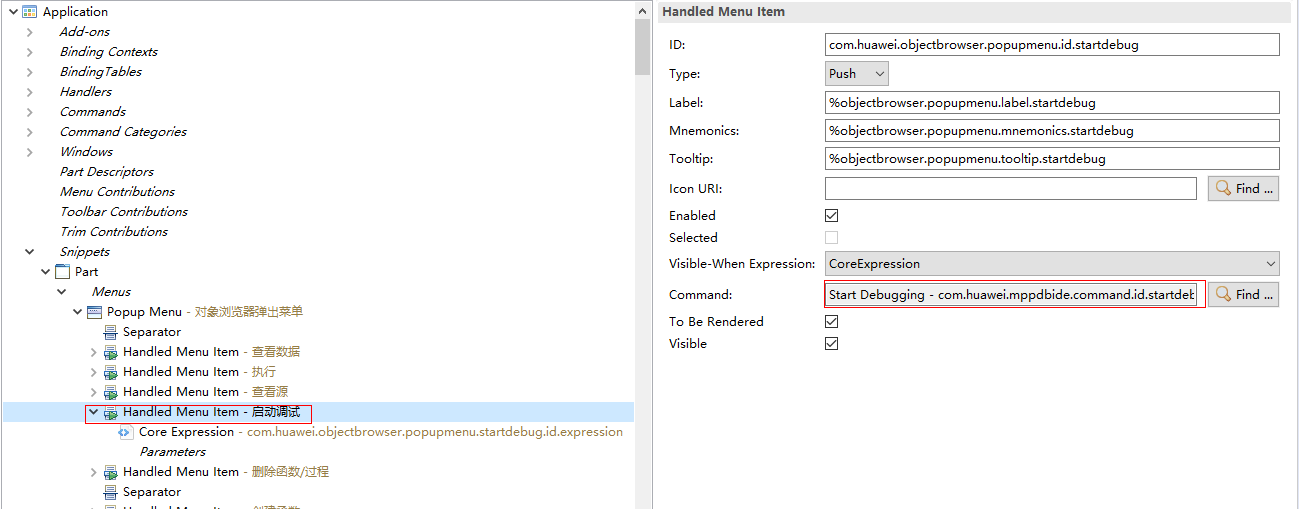 Application
Add-ons
Binding Contexts
BindingTables
Handlers
Commands
Command Categories
Windows
Part Descriptors
Menu Contributions
Toolbar Contributions
Trim Contributions
Snippets
Part
Menus
Popup Menu - 对象浏览器弹出菜单
Separator
Handled Menu Item - 查看数据
Handled Menu Item - 执行
Handled Menu Item - 查看源
Handled Menu Item - 启动调试
Core Expression - com.huawei.objectbrowser.popupmenu.startdebug.id.expression
Parameters
Handled Menu Item - 删除函数/过程
Separator
Handled Menu Item
Handled Menu Item
ID: com.huawei.objectbrowser.popupmenu.id.startdebug
Type: Push
Label: %objectbrowser.popupmenu.label.startdebug
Mnemonics: %objectbrowser.popupmenu.mnemonics.startdebug
Tooltip: %objectbrowser.popupmenu.tooltip.startdebug
Icon URI: Find ...
Enabled
Selected
Visible-When Expression: CoreExpression
Command: Start Debugging - com.huawei.mppdbide.command.id.startdeb Find ...
To Be Rendered
Visible